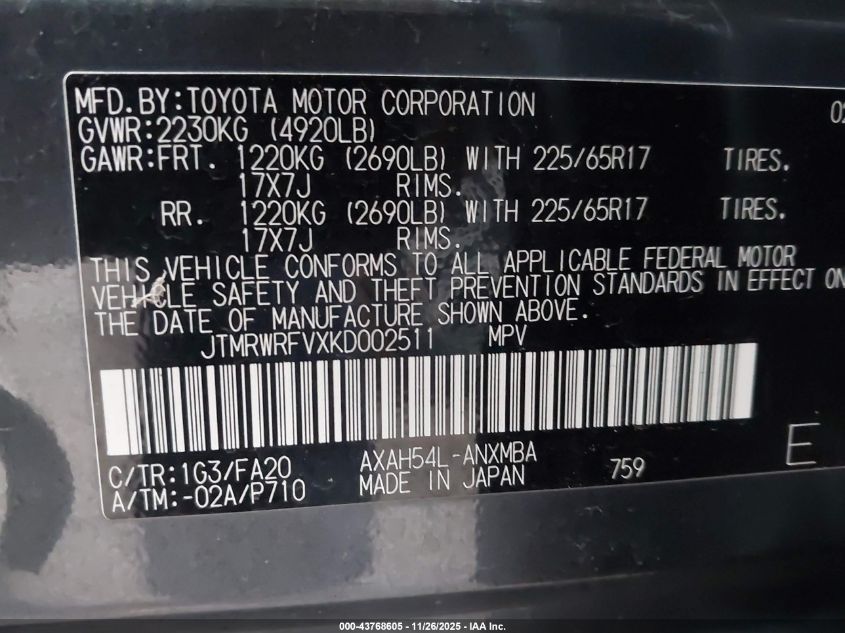 MFD.BY:TOYOTA MOTOR CORPORATION 02
GVWR:2230KG (4920LB)
GAWR:FRT. 1220KG (2690LB) WITH 225/65R17 TIRES.
17X7J RIMS.
RR. 1220KG (2690LB) WITH 225/65R17 TIRES.
17X7J RIMS.
THIS VEHICLE CONFORMS TO ALL APPLICABLE FEDERAL MOTOR
VEHICLE SAFETY AND THEFT PREVENTION STANDARDS IN EFFECT ON
THE DATE OF MANUFACTURE SHOWN ABOVE.
JTMRWRFVXKD002511 MPV
C/TR:1G3/FA20 AXAH54L-ANXMBA 759 E
A/TM:-02A/P710 MADE IN JAPAN
000-43768605 - 11/26/2025 - IAA Inc.